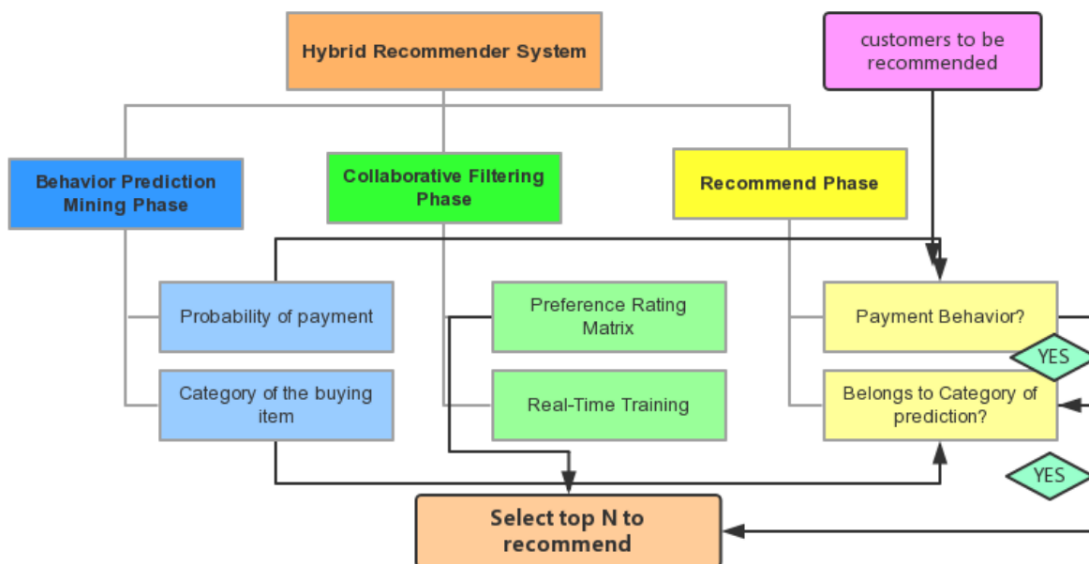 Hybrid Recommender System
customers to be
recommended
Behavior Prediction
Mining Phase
Collaborative Filtering
Phase
Recommend Phase
Probability of payment
Preference Rating
Matrix
Payment Behavior?
YES
Category of the buying
item
Real-Time Training
Belongs to Category of
prediction?
YES
Select top N to
recommend